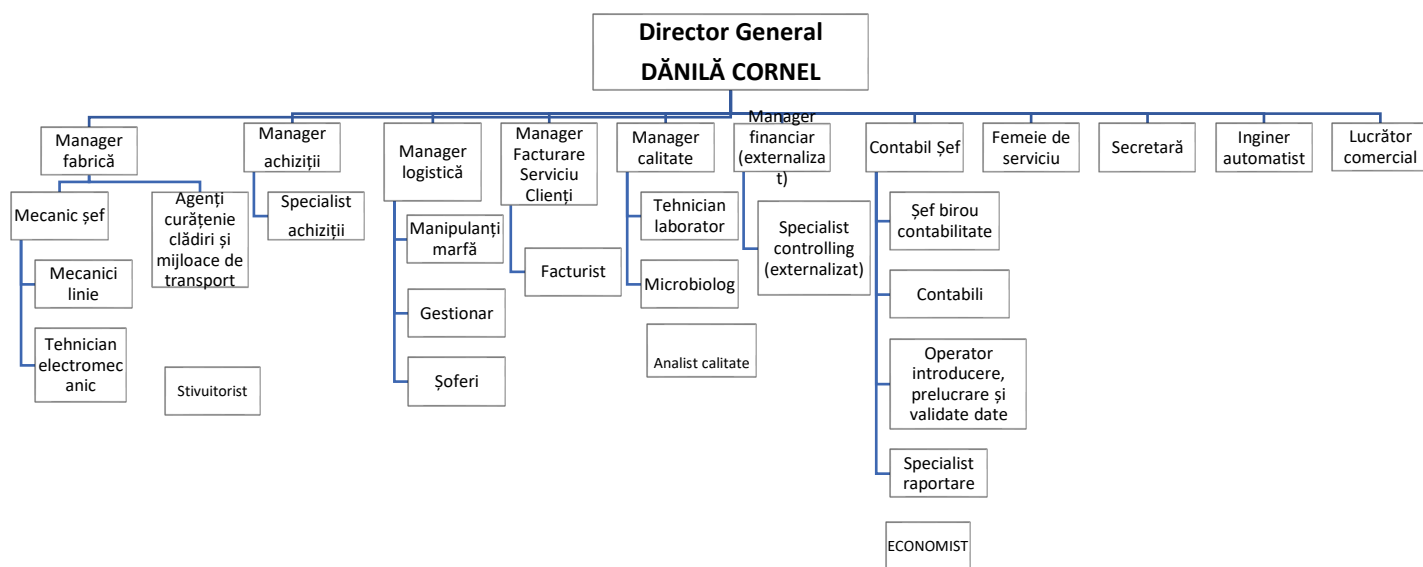 Director General
DĂNILĂ CORNEL
Manager
fabrică
Manager
achiziții
Manager
logistică
Manager
Facturare
Serviciu
Clienți
Manager
calitate
Manager
financiar
(externaliza
t)
Contabil Șef
Femeie de
serviciu
Secretară
Inginer
automatist
Lucrător
comercial
Mecanic șef
Agenți
curățenie
clădiri și
mijloace de
transport
Specialist
achiziții
Manipulanți
marfă
Facturist
Tehnician
laborator
Specialist
controlling
(externalizat)
Șef birou
contabilitate
Mecanici
linie
Gestionar
Microbiolog
Contabili
Tehnician
electromec
anic
Stivuitorist
Șoferi
Analist calitate
Operator
introducere,
prelucrare și
validate date
Specialist
raportare
ECONOMIST